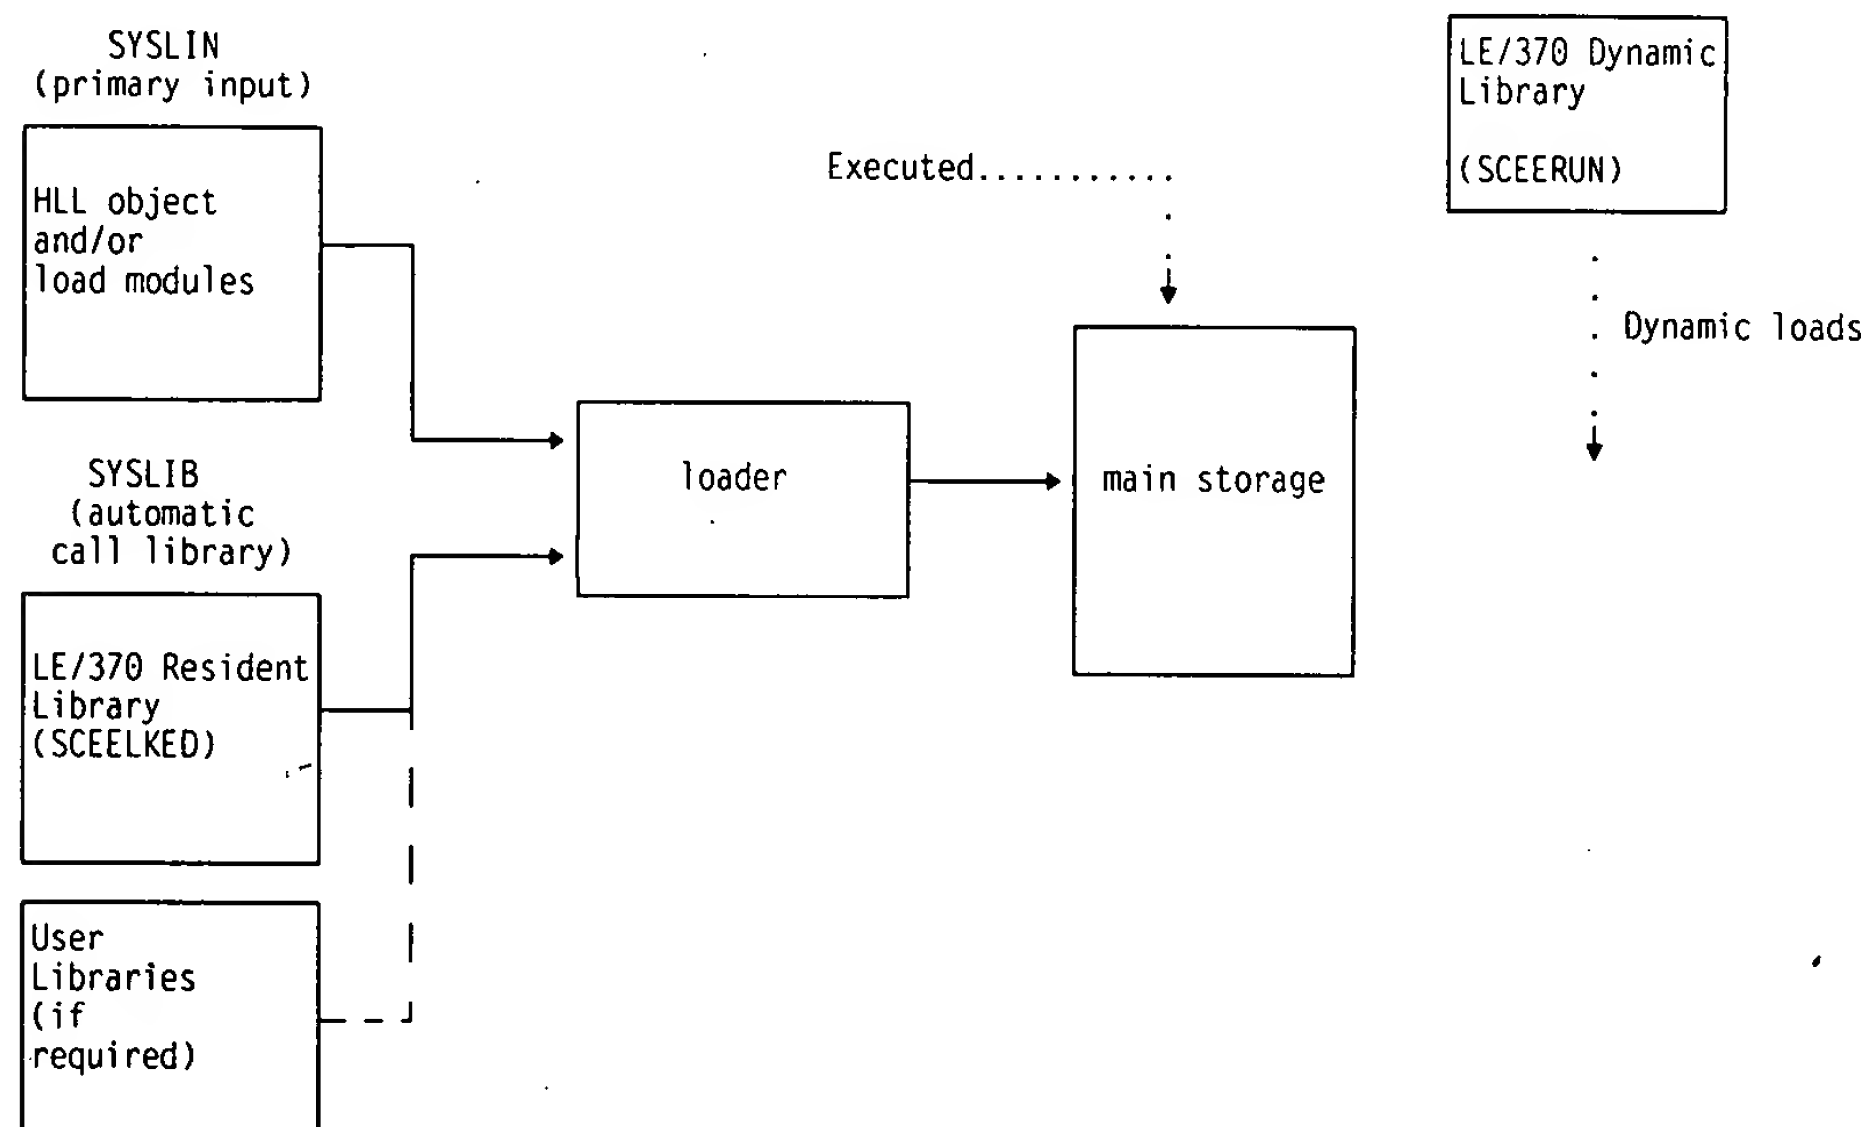 SYSLIN
(primary input)
HLL object
and/or
load modules
SYSLIB
(automatic
call library)
LE/370 Resident
Library
(SCEELKED)
User
Libraries
(if
required)
loader
Executed...........
main storage
LE/370 Dynamic
Library
(SCEERUN)
Dynamic loads